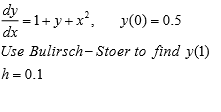 dy/dx = 1 + y + x², y(0) = 0.5
Use Bulirsch – Stoer to find y(1)
h = 0.1